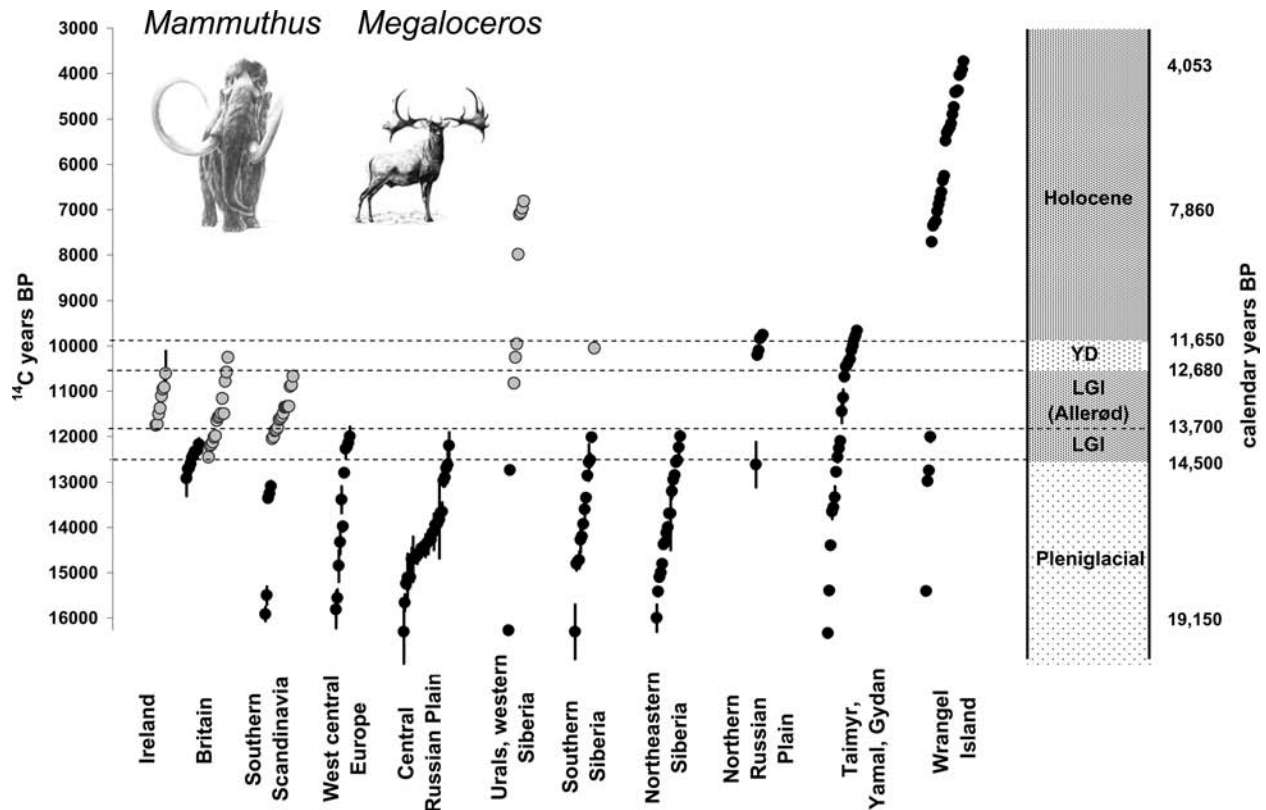 Mammuthus Megaloceros
3000
4000
5000
6000
7000
8000
9000
10000
11000
12000
13000
14000
15000
16000
¹⁴C years BP
Ireland
Britain
Southern
Scandinavia
West central
Europe
Central
Russian Plain
Urals, western
Siberia
Southern
Siberia
Northeastern
Siberia
Northern
Russian
Plain
Taimyr,
Yamal, Gydan
Wrangel
Island
Holocene
YD
LGI
(Allerød)
LGI
Pleniglacial
4,053
7,860
11,650
12,680
13,700
14,500
19,150
calendar years BP